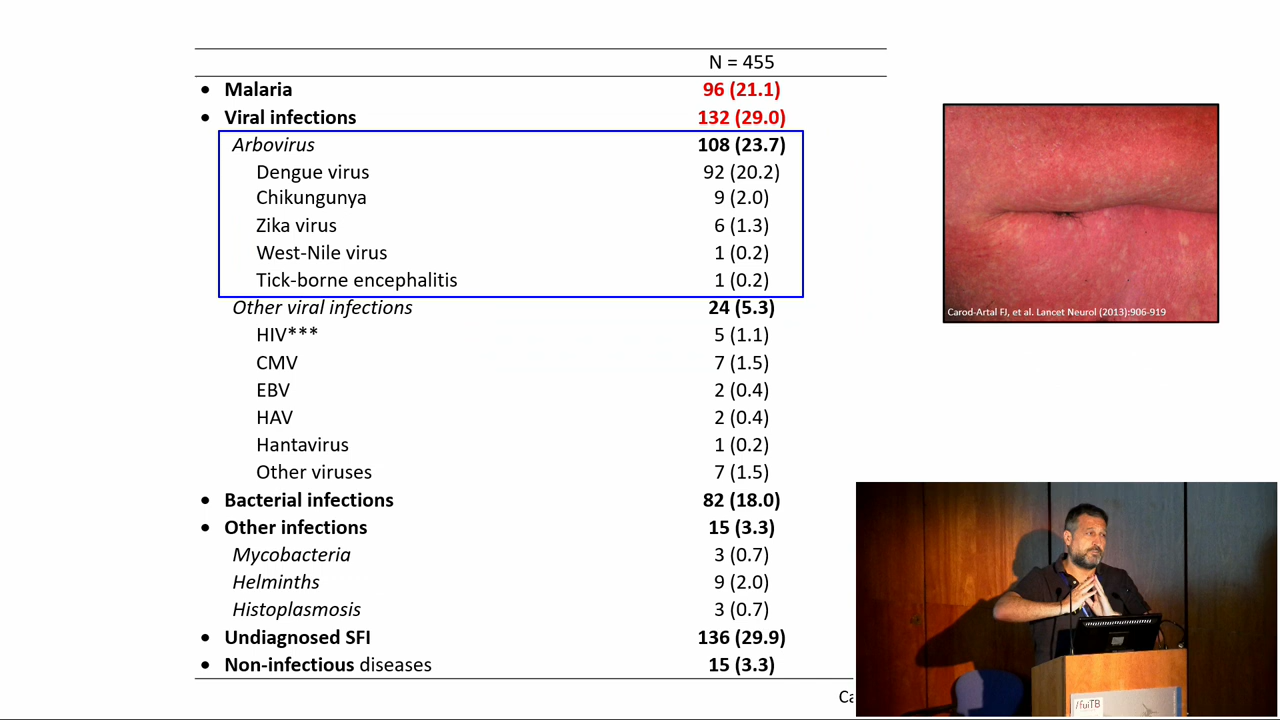 N = 455
• Malaria 96 (21.1)
• Viral infections 132 (29.0)
Arbovirus 108 (23.7)
Dengue virus 92 (20.2)
Chikungunya 9 (2.0)
Zika virus 6 (1.3)
West-Nile virus 1 (0.2)
Tick-borne encephalitis 1 (0.2)
Other viral infections 24 (5.3)
HIV*** 5 (1.1)
CMV 7 (1.5)
EBV 2 (0.4)
HAV 2 (0.4)
Hantavirus 1 (0.2)
Other viruses 7 (1.5)
• Bacterial infections 82 (18.0)
• Other infections 15 (3.3)
Mycobacteria 3 (0.7)
Helminths 9 (2.0)
Histoplasmosis 3 (0.7)
• Undiagnosed SFI 136 (29.9)
• Non-infectious diseases 15 (3.3)
Carod-Artal FJ, et al. Lancet Neurol (2013):906-919
/fuiTB